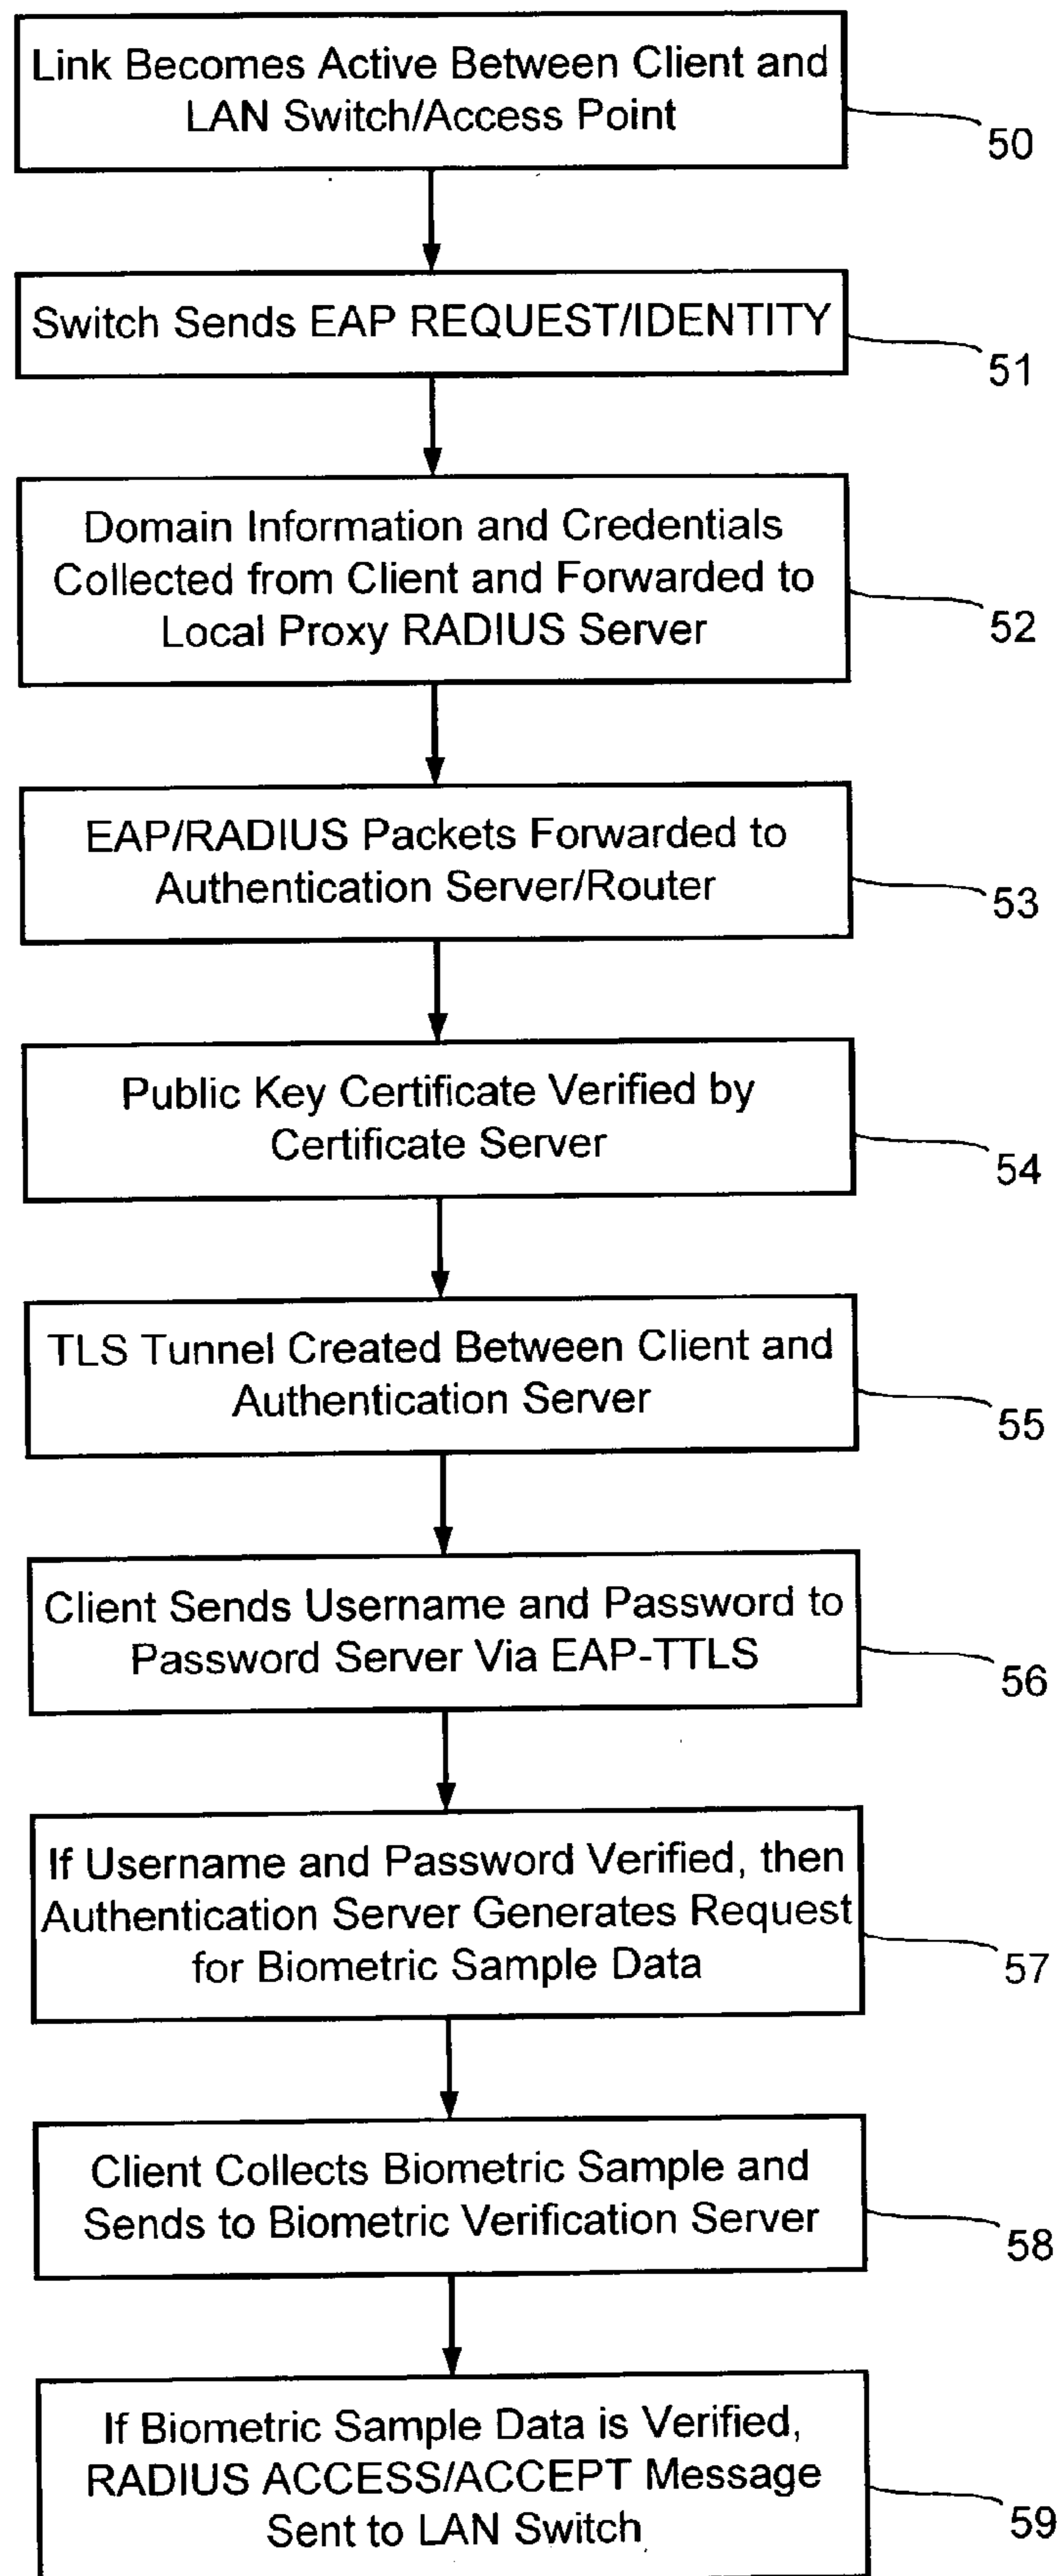 Link Becomes Active Between Client and
LAN Switch/Access Point
50
Switch Sends EAP REQUEST/IDENTITY
51
Domain Information and Credentials
Collected from Client and Forwarded to
Local Proxy RADIUS Server
52
EAP/RADIUS Packets Forwarded to
Authentication Server/Router
53
Public Key Certificate Verified by
Certificate Server
54
TLS Tunnel Created Between Client and
Authentication Server
55
Client Sends Username and Password to
Password Server Via EAP-TTLS
56
If Username and Password Verified, then
Authentication Server Generates Request
for Biometric Sample Data
57
Client Collects Biometric Sample and
Sends to Biometric Verification Server
58
If Biometric Sample Data is Verified,
RADIUS ACCESS/ACCEPT Message
Sent to LAN Switch
59